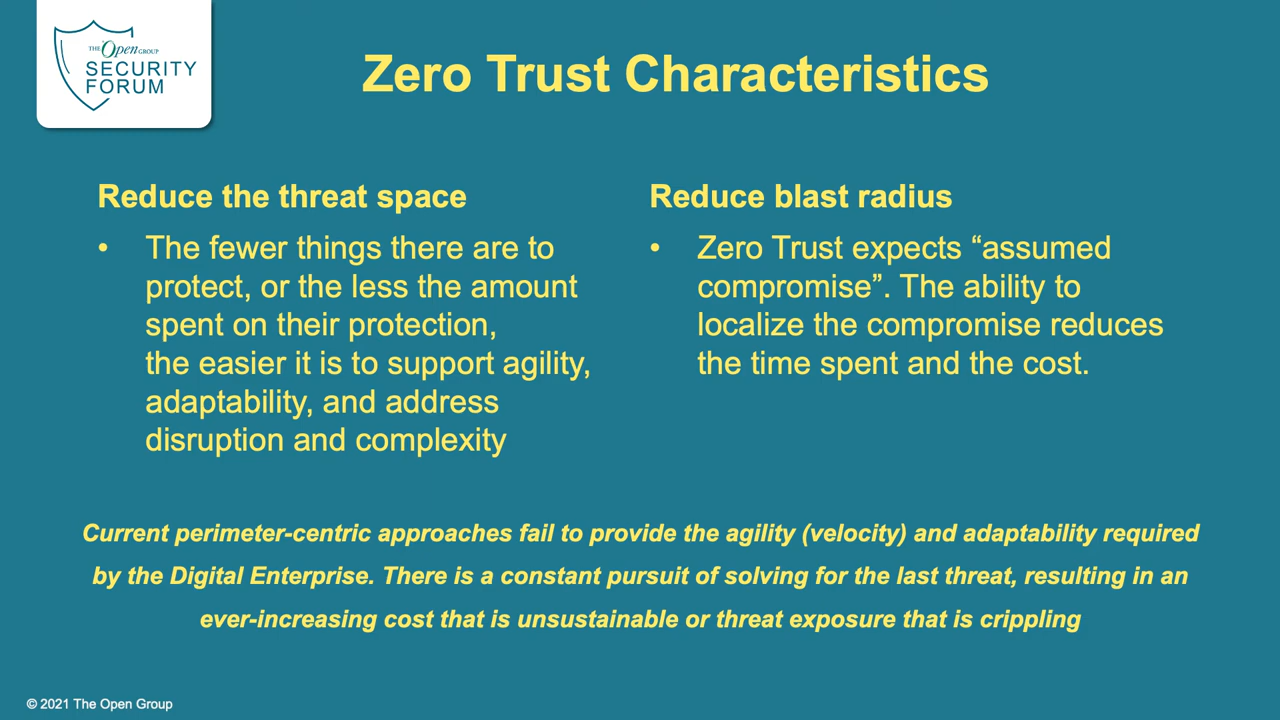 THE Open GROUP
SECURITY
FORUM
Zero Trust Characteristics
Reduce the threat space
• The fewer things there are to
protect, or the less the amount
spent on their protection,
the easier it is to support agility,
adaptability, and address
disruption and complexity
Reduce blast radius
• Zero Trust expects “assumed
compromise”. The ability to
localize the compromise reduces
the time spent and the cost.
Current perimeter-centric approaches fail to provide the agility (velocity) and adaptability required
by the Digital Enterprise. There is a constant pursuit of solving for the last threat, resulting in an
ever-increasing cost that is unsustainable or threat exposure that is crippling
© 2021 The Open Group